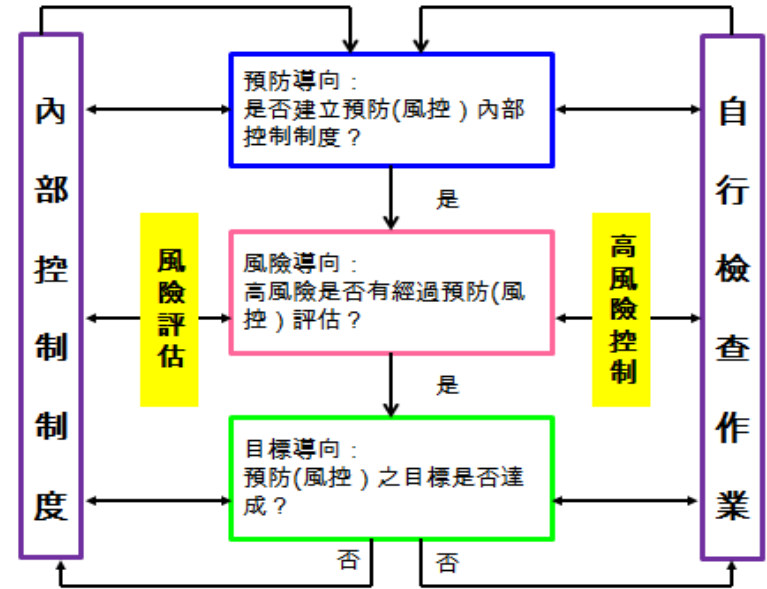 內部控制制度
預防導向：
是否建立預防(風控）內部
控制制度？
自行檢查作業
是
風險評估
風險導向：
高風險是否有經過預防(風
控）評估？
高風險控制
是
目標導向：
預防(風控）之目標是否達
成？
否
否